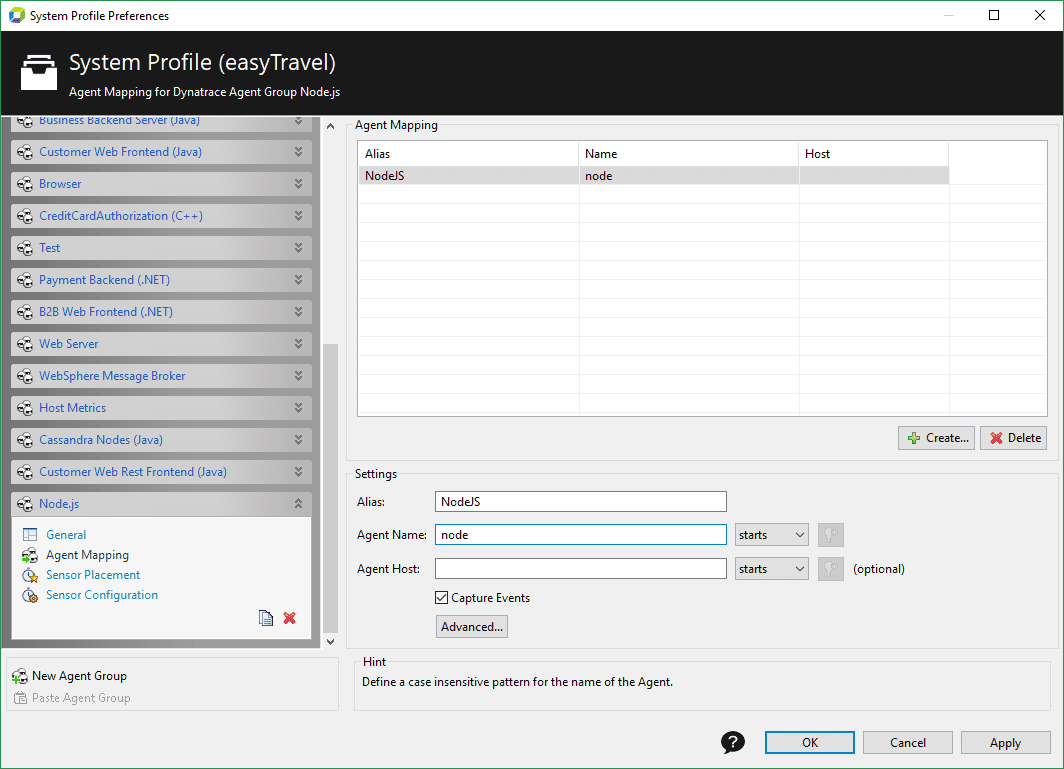 System Profile Preferences
System Profile (easyTravel)
Agent Mapping for Dynatrace Agent Group Node.js
Business Backend Server (Java)
Customer Web Frontend (Java)
Browser
CreditCardAuthorization (C++)
Test
Payment Backend (.NET)
B2B Web Frontend (.NET)
Web Server
WebSphere Message Broker
Host Metrics
Cassandra Nodes (Java)
Customer Web Rest Frontend (Java)
Node.js
General
Agent Mapping
Sensor Placement
Sensor Configuration
New Agent Group
Paste Agent Group
Agent Mapping
Alias Name Host
NodeJS node
Create... Delete
Settings
Alias: NodeJS
Agent Name: node starts
Agent Host: starts (optional)
Capture Events
Advanced...
Hint
Define a case insensitive pattern for the name of the Agent.
? OK Cancel Apply